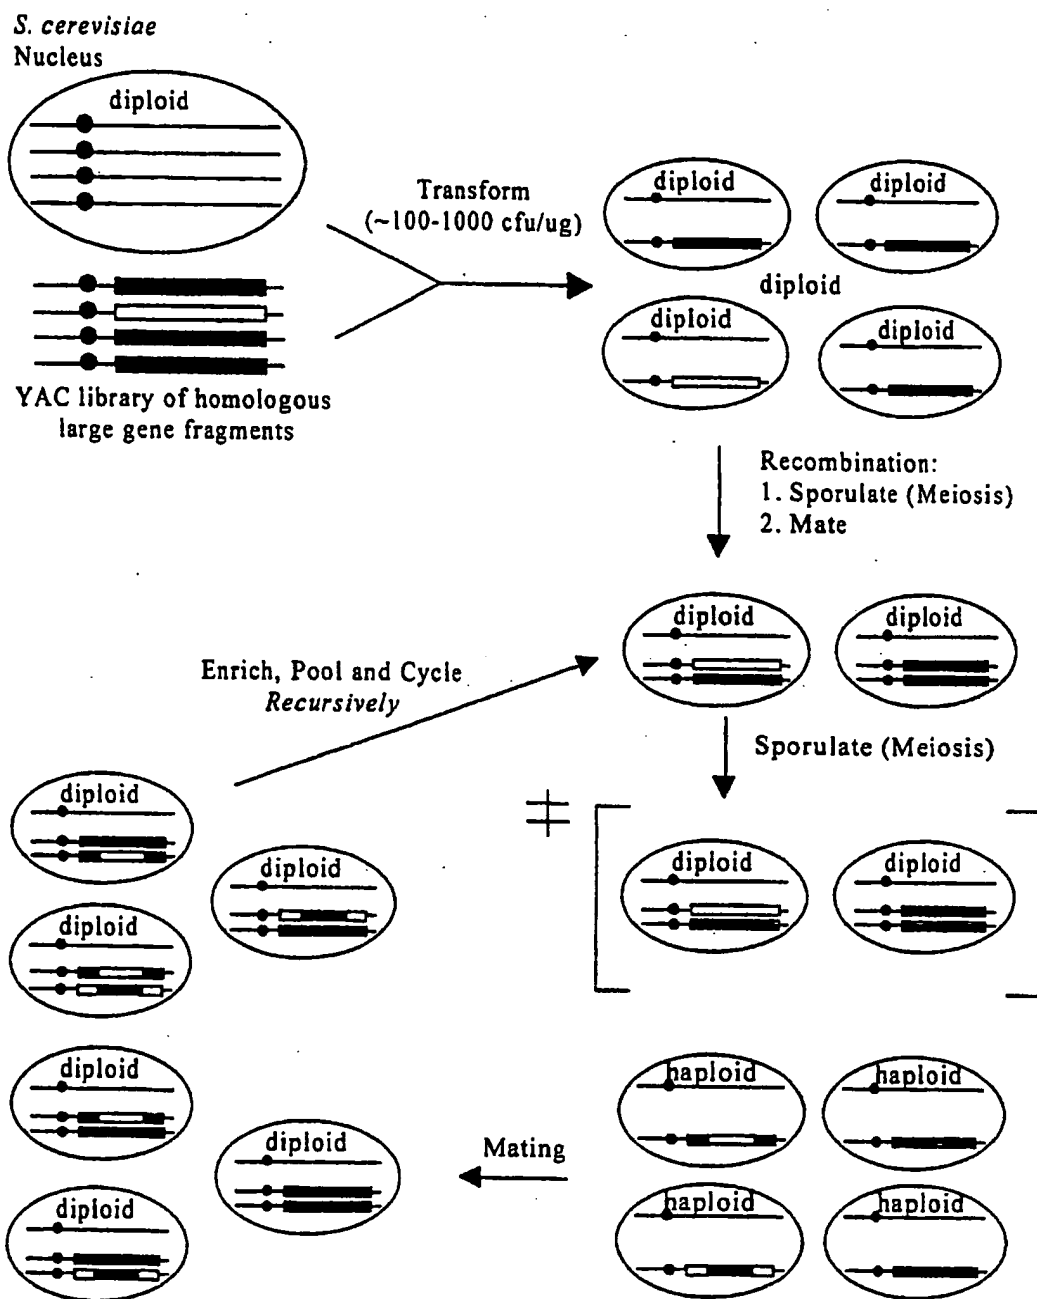 S. cerevisiae
Nucleus
diploid
Transform
(~100-1000 cfu/ug)
diploid
diploid
diploid
diploid
diploid
YAC library of homologous
large gene fragments
Recombination:
1. Sporulate (Meiosis)
2. Mate
diploid
diploid
Enrich, Pool and Cycle
Recursively
Sporulate (Meiosis)
diploid
diploid
diploid
diploid
diploid
diploid
haploid
haploid
diploid
Mating
haploid
haploid
diploid